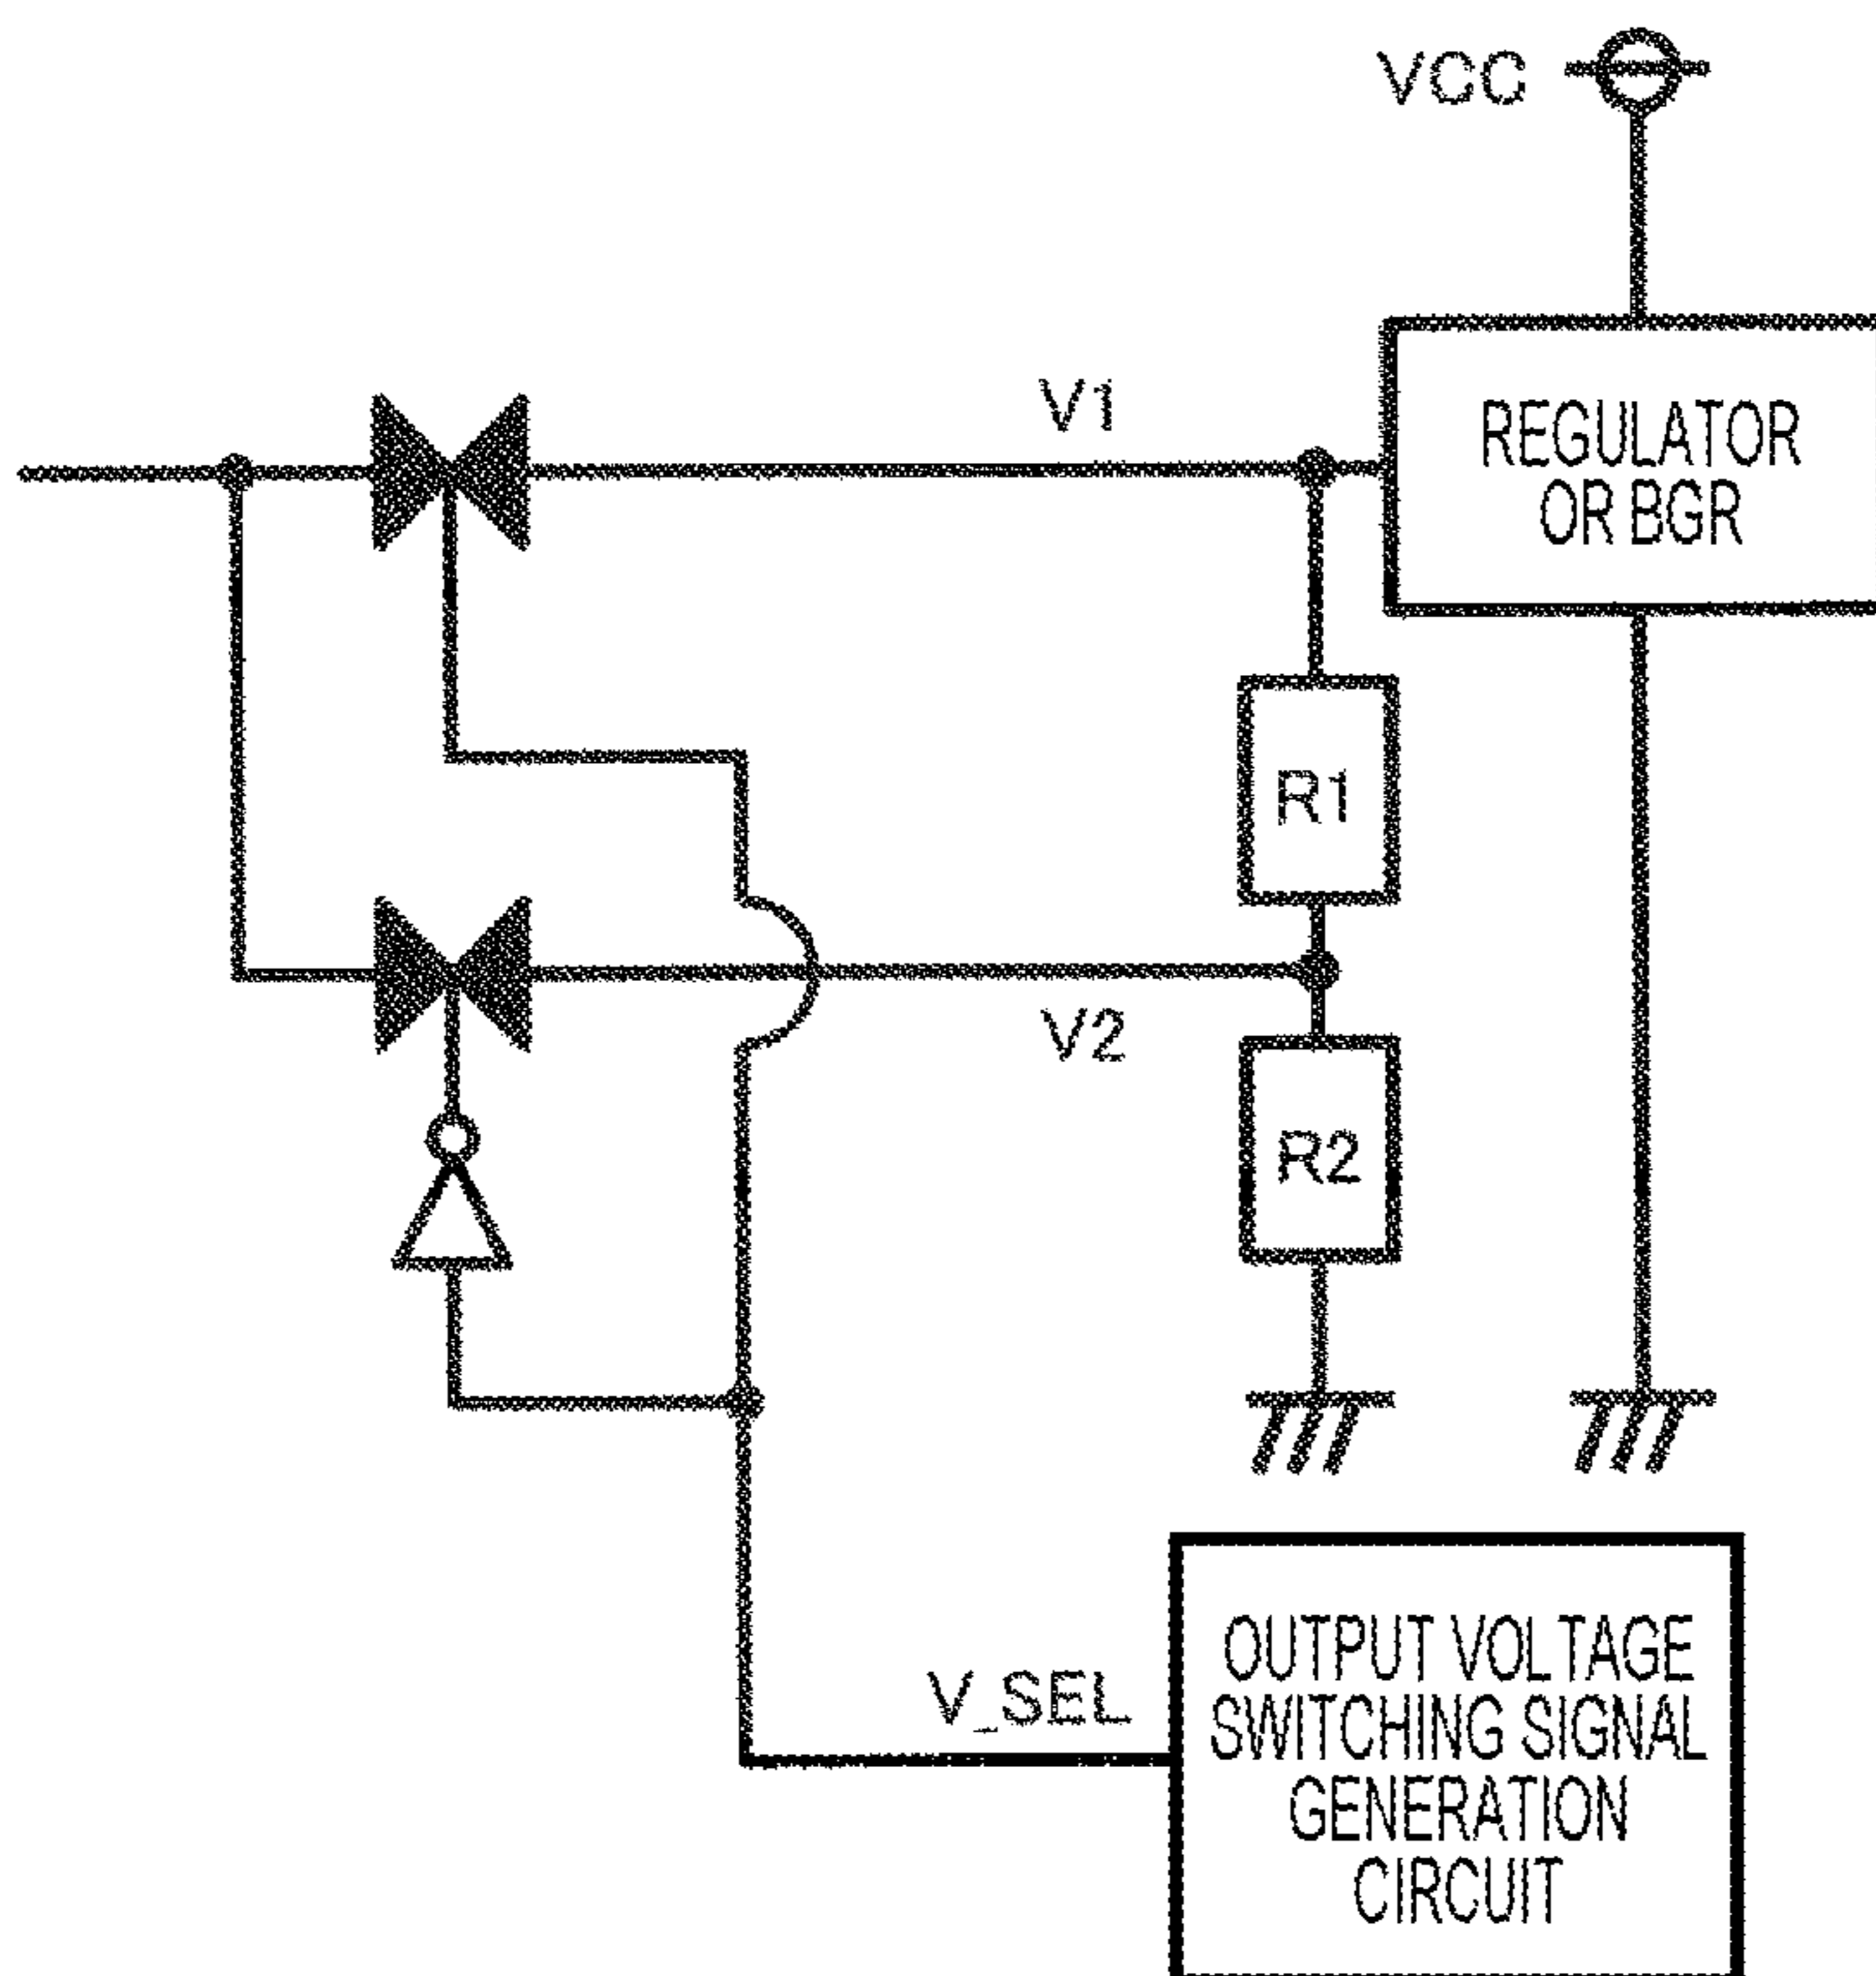 VCC
V1
REGULATOR
OR BGR
R1
V2
R2
V_SEL
OUTPUT VOLTAGE
SWITCHING SIGNAL
GENERATION
CIRCUIT